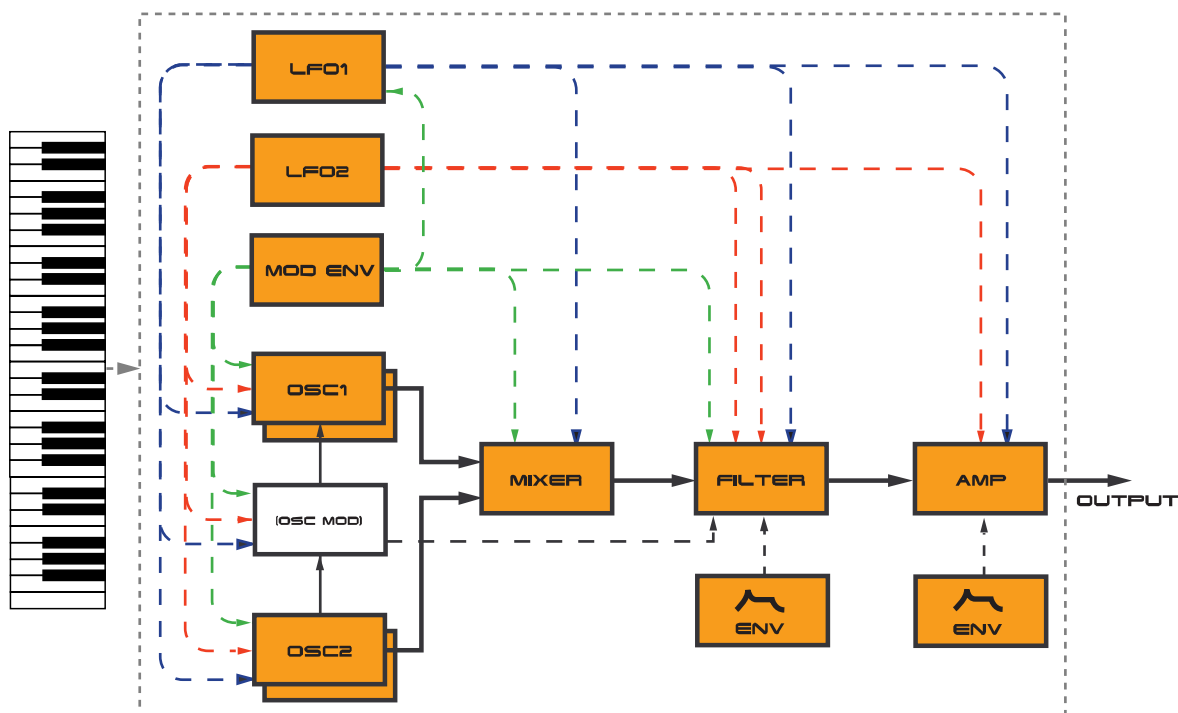 LFO1
LFO2
MOD ENV
OSC1
(OSC MOD)
OSC2
MIXER
FILTER
AMP
OUTPUT
ENV
ENV